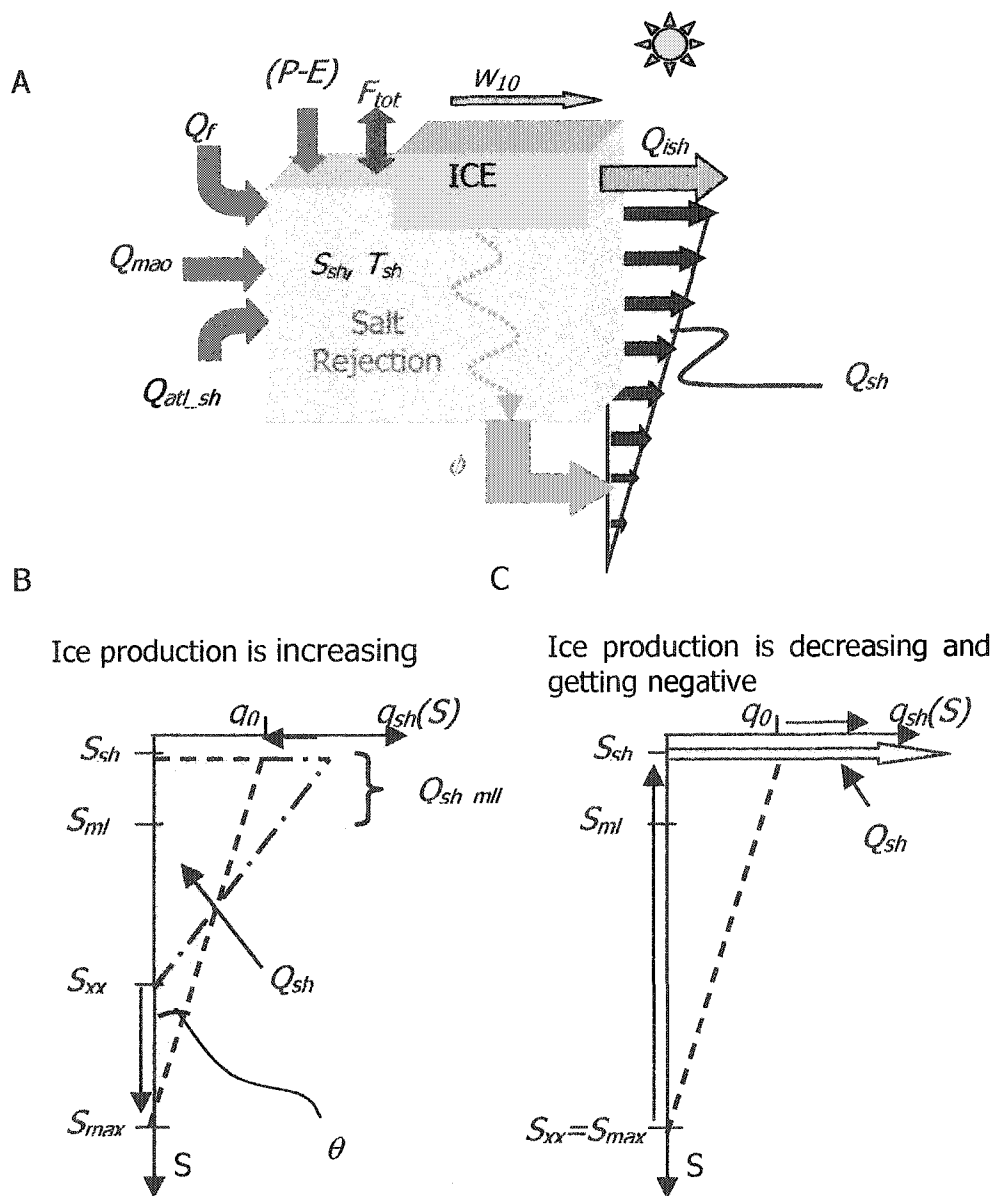 A
(P-E)
F_tot
W_10
Q_f
Q_ish
ICE
Q_mao
S_sh, T_sh
Salt
Rejection
Q_sh
Q_atl_sh
ϕ
B
Ice production is increasing
q_0
q_sh(S)
S_sh
Q_sh mll
S_ml
Q_sh
S_xx
S_max
θ
S
C
Ice production is decreasing and
getting negative
q_0
q_sh(S)
S_sh
S_ml
Q_sh
S_xx=S_max
S